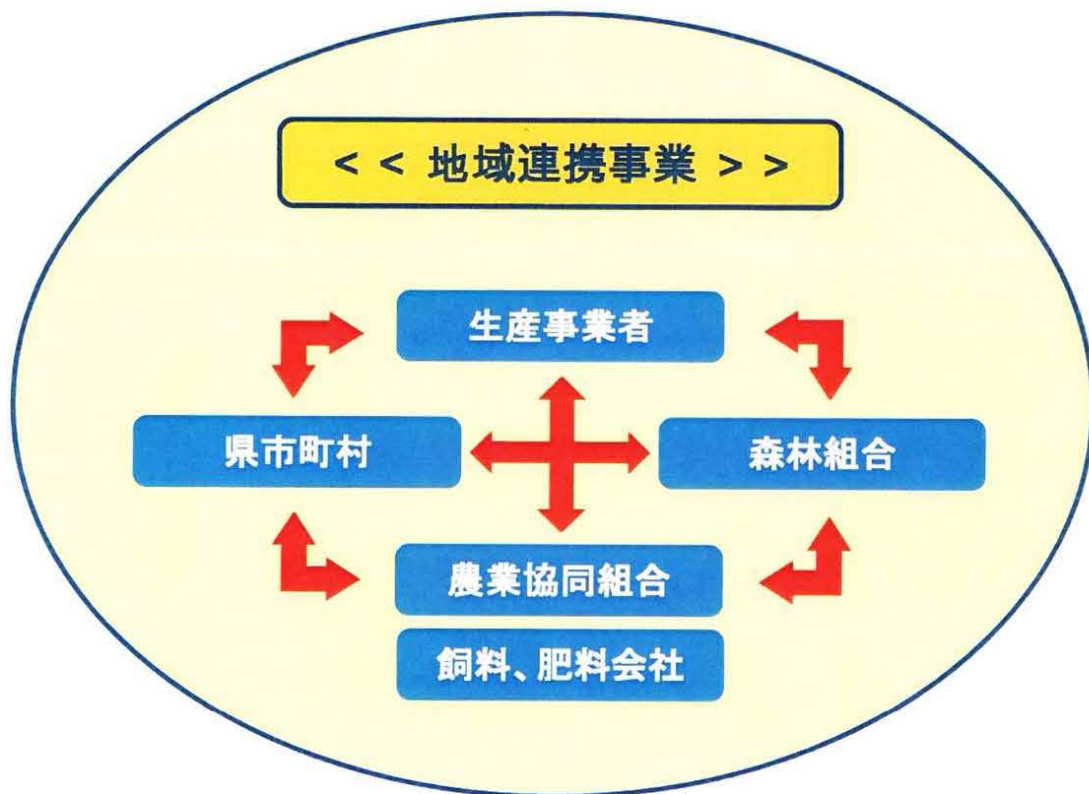 << 地域連携事業 >>
生産事業者
県市町村
森林組合
農業協同組合
飼料、肥料会社